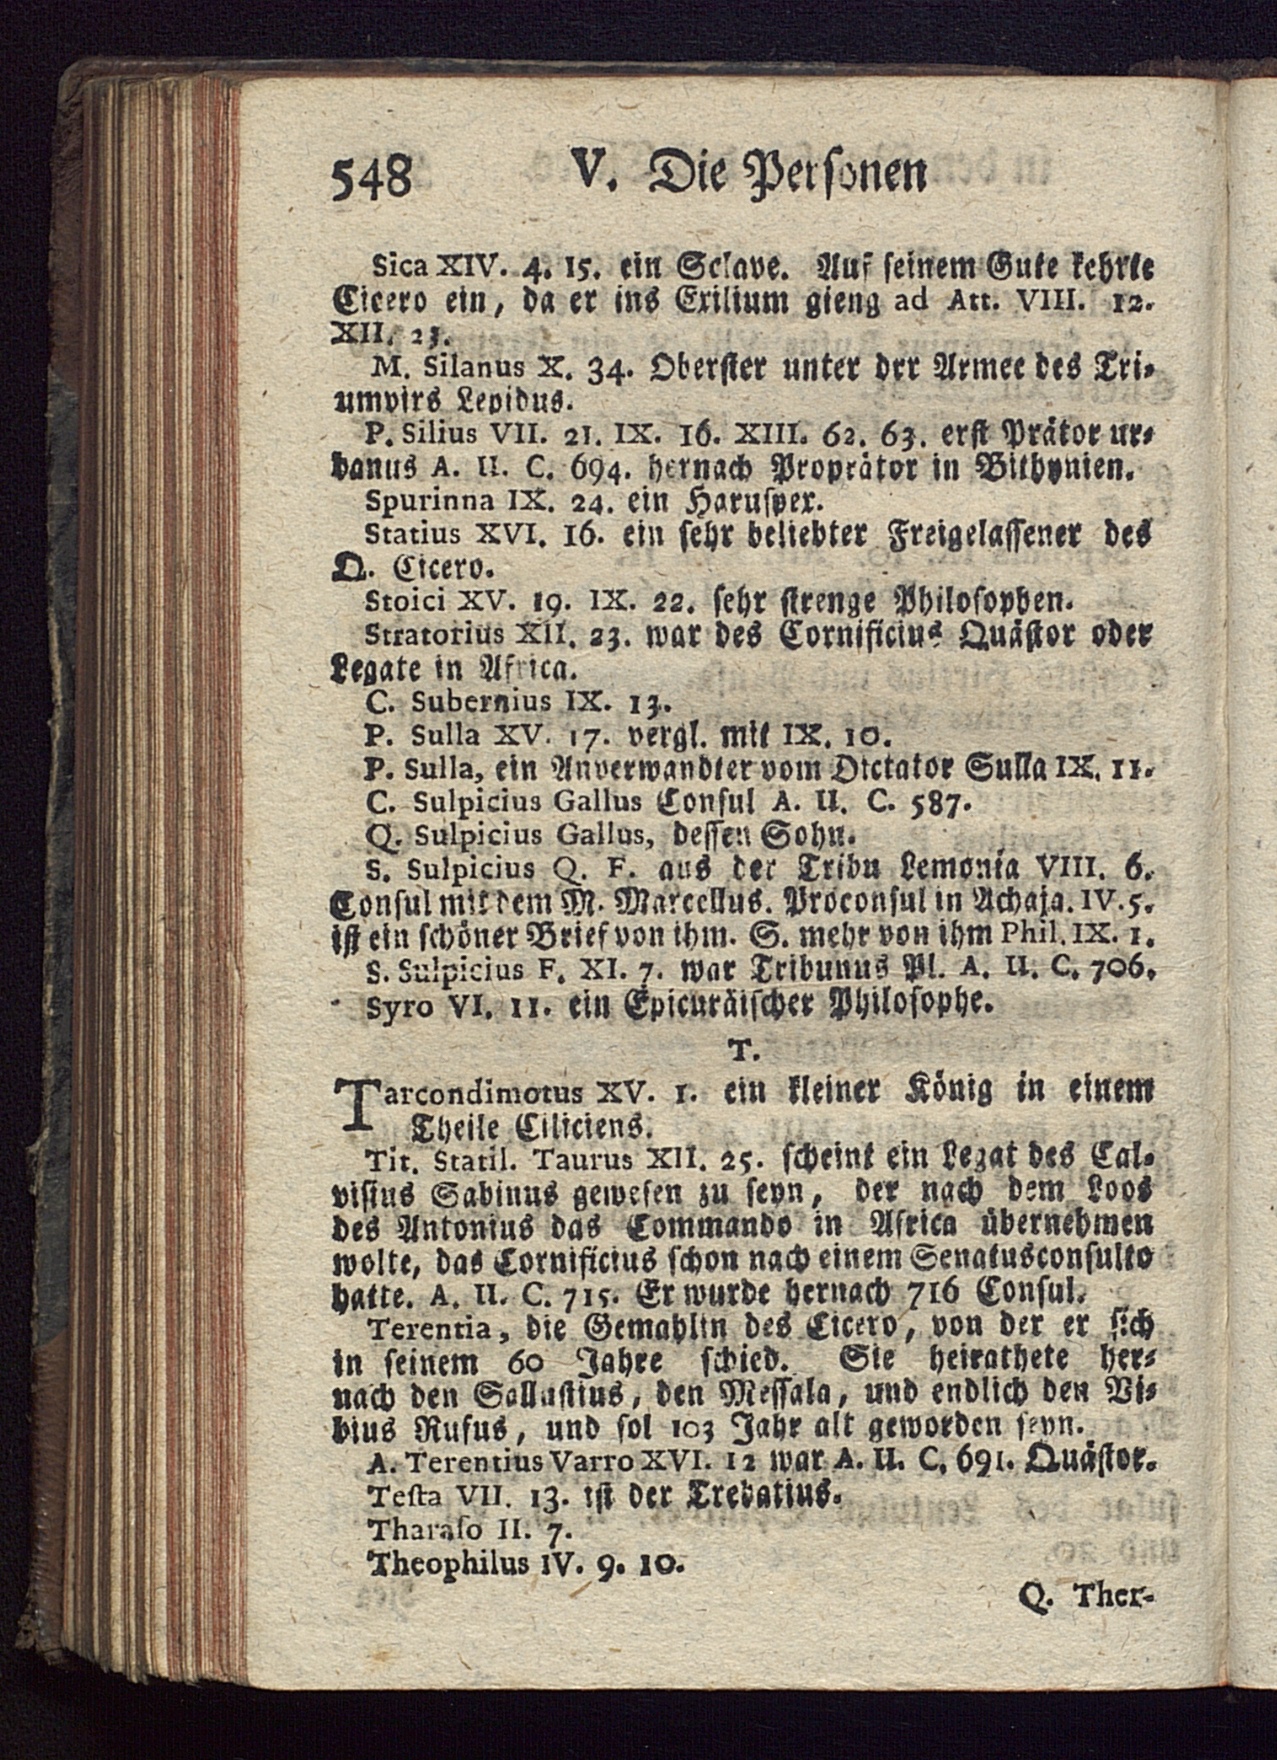 548 V. Die Personen
Sica XIV. 4. 15. ein Sclave. Auf seinem Gute kehrte
Cicero ein, da er ins Exilium gieng ad Att. VIII. 12.
XII. 23.
M. Silanus X. 34. Oberster unter drr Armee des Tri-
umvirs Lepidus.
P. Silius VII. 21. IX. 16. XIII. 62. 63. erst Prätor ur-
banus A. U. C. 694. hernach Proprätor in Bithynien.
Spurinna IX. 24. ein Haruspex.
Statius XVI. 16. ein sehr beliebter Freigelassener des
Q. Cicero.
Stoici XV. 19. IX. 22. sehr strenge Philosophen.
Stratorius XII. 23. war des Cornificius Quästor oder
Legate in Africa.
C. Subernius IX. 13.
P. Sulla XV. 17. vergl. mit IX. 10.
P. Sulla, ein Anverwandter vom Dictator Sulla IX. 11.
C. Sulpicius Gallus Consul A. U. C. 587.
Q. Sulpicius Gallus, dessen Sohn.
S. Sulpicius Q. F. aus der Tribu Lemonia VIII. 6.
Consul mit dem M. Marcellus. Proconsul in Achaja. IV. 5.
ist ein schöner Brief von ihm. S. mehr von ihm Phil. IX. 1.
S. Sulpicius F. XI. 7. war Tribunus Pl. A. U. C. 706.
Syro VI. 11. ein Epicuräischer Philosophe.
T.
Tarcondimotus XV. 1. ein kleiner König in einem
Theile Ciliciens.
Tit. Statil. Taurus XII. 25. scheint ein Legat des Cal-
visius Sabinus gewesen zu seyn, der nach dem Loos
des Antonius das Commando in Africa übernehmen
wolte, das Cornificius schon nach einem Senatusconsulto
hatte. A. U. C. 715. Er wurde hernach 716 Consul.
Terentia, die Gemahlin des Cicero, von der er sich
in seinem 60 Jahre schied. Sie heirathete her-
nach den Sallustius, den Messala, und endlich den Vi-
bius Rufus, und sol 103 Jahr alt geworden seyn.
A. Terentius Varro XVI. 12 war A. U. C. 691. Quästor.
Testa VII. 13. ist der Trebatius.
Tharaso II. 7.
Theophilus IV. 9. 10.
Q. Ther-